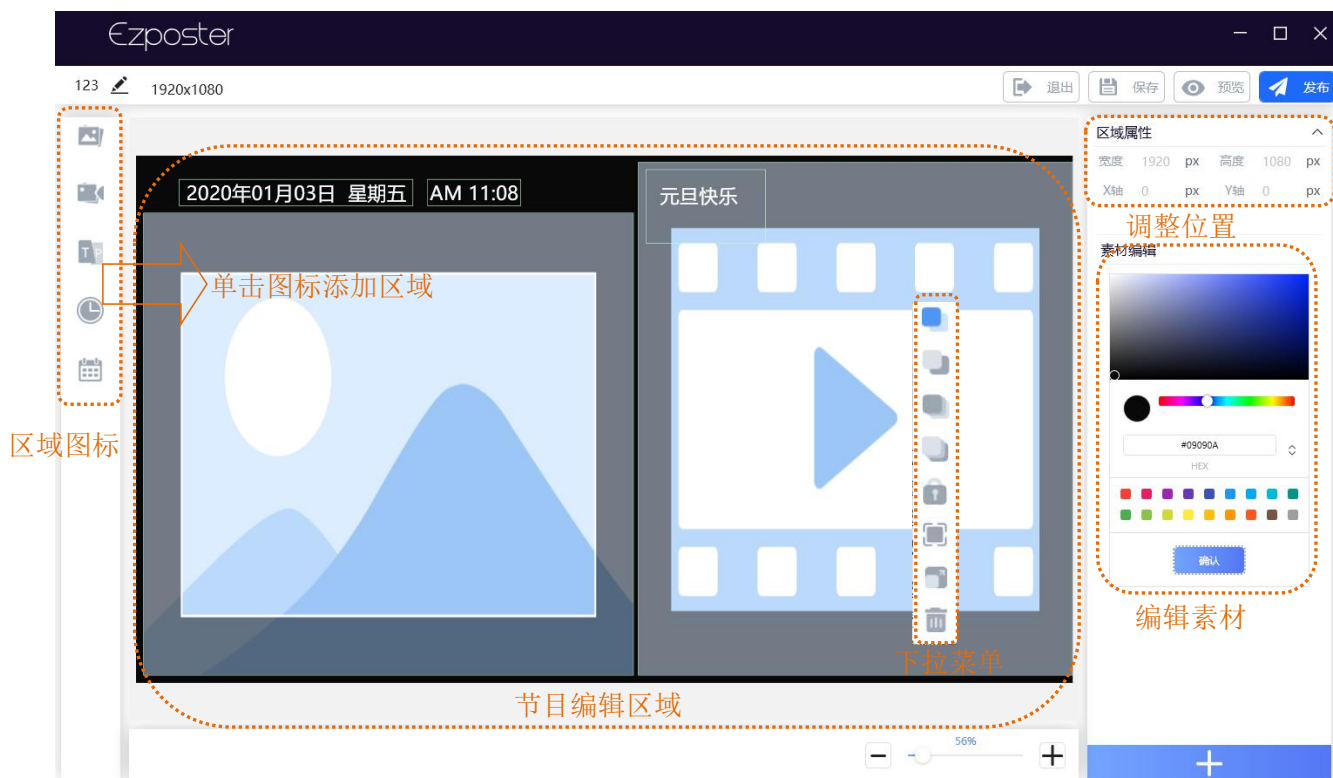 Ezposter
123
1920x1080
退出
保存
预览
发布
2020年01月03日 星期五
AM 11:08
元旦快乐
单击图标添加区域
区域图标
下拉菜单
节目编辑区域
56%
区域属性
宽度 1920 px 高度 1080 px
X轴 0 px Y轴 0 px
调整位置
素材编辑
#09090A
HEX
确认
编辑素材